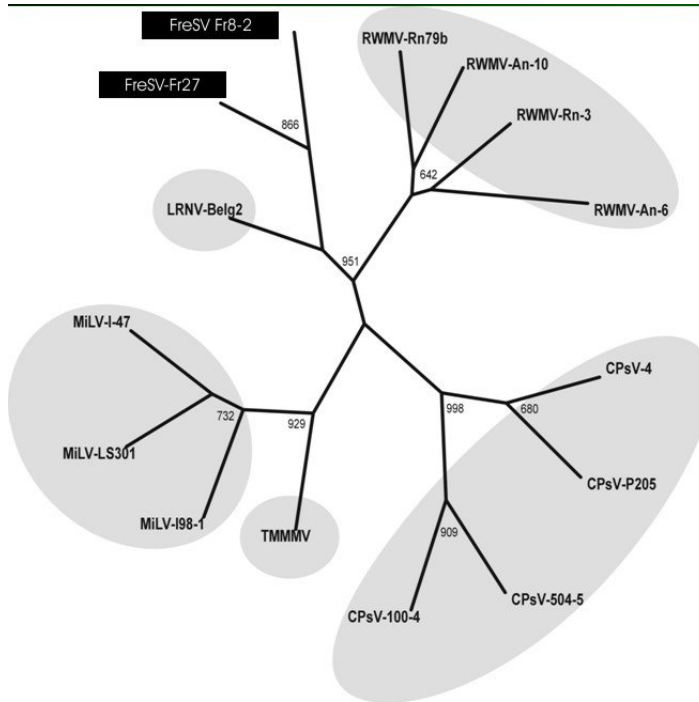 FreSV Fr8-2
RWMV-Rn79b
RWMV-An-10
FreSV-Fr27
866
RWMV-Rn-3
642
LRNV-Belg2
RWMV-An-6
951
MiLV-I-47
CPsV-4
998
680
732
929
MiLV-LS301
CPsV-P205
MiLV-I98-1
TMMMV
909
CPsV-504-5
CPsV-100-4